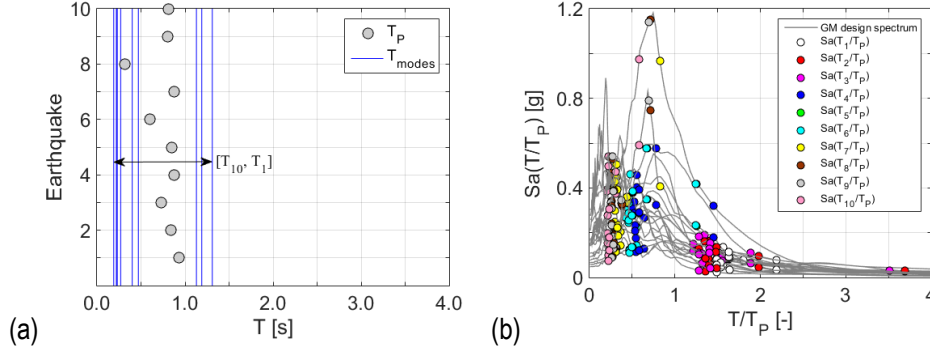 10
8
6
4
2
Earthquake
T_P
T_modes
[T_10, T_1]
0.0 1.0 2.0 3.0 4.0
T [s]
(a)
1.2
0.8
0.4
0
Sa(T/T_P) [g]
GM design spectrum
Sa(T_1/T_P)
Sa(T_2/T_P)
Sa(T_3/T_P)
Sa(T_4/T_P)
Sa(T_5/T_P)
Sa(T_6/T_P)
Sa(T_7/T_P)
Sa(T_8/T_P)
Sa(T_9/T_P)
Sa(T_10/T_P)
0 1 2 3 4
T/T_P [-]
(b)